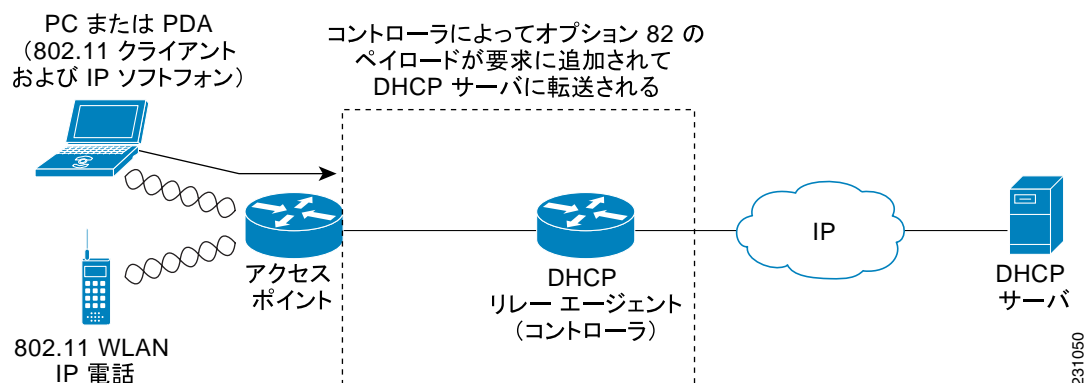 PC または PDA
（802.11 クライアント
および IP ソフトフォン）
コントローラによってオプション 82 の
ペイロードが要求に追加されて
DHCP サーバに転送される
IP
アクセス
ポイント
DHCP
リレー エージェント
（コントローラ）
DHCP
サーバ
802.11 WLAN
IP 電話
231050